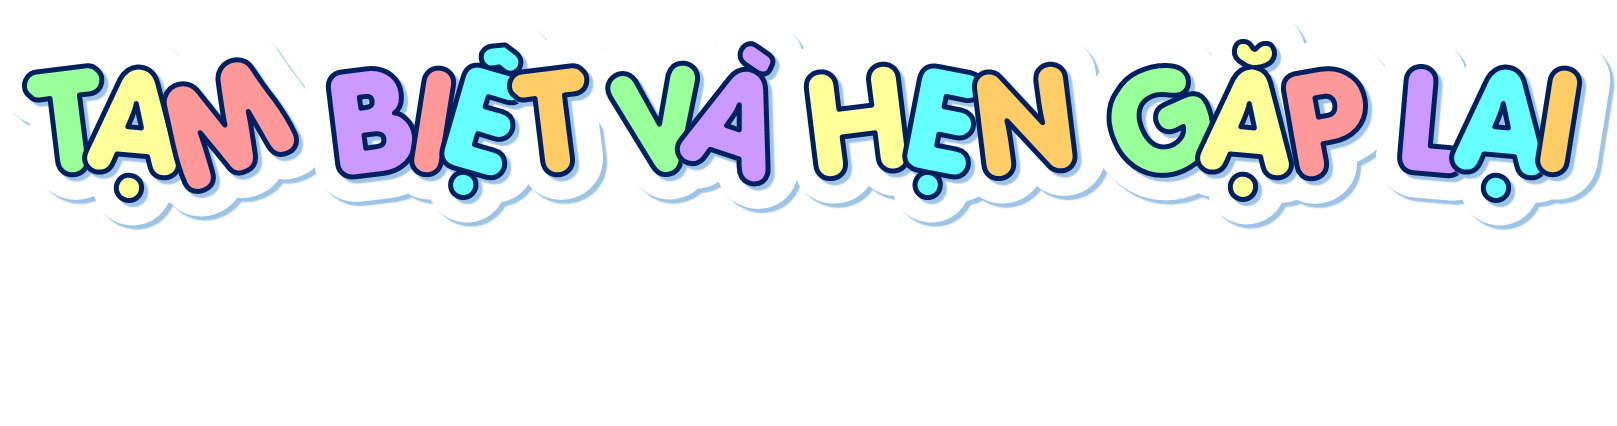 TẠM BIỆT VÀ HẸN GẶP LẠI